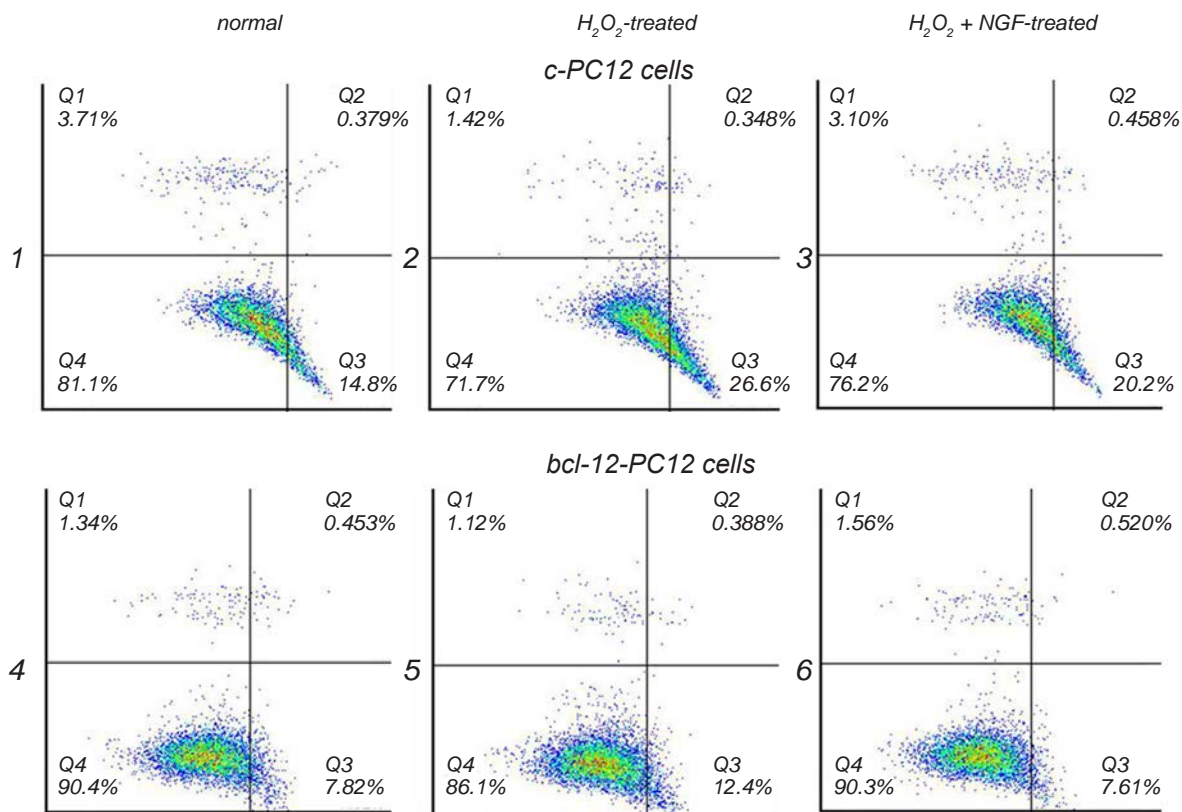 normal
H₂O₂-treated
H₂O₂ + NGF-treated
c-PC12 cells
1
Q1
3.71%
Q2
0.379%
Q4
81.1%
Q3
14.8%
2
Q1
1.42%
Q2
0.348%
Q4
71.7%
Q3
26.6%
3
Q1
3.10%
Q2
0.458%
Q4
76.2%
Q3
20.2%
bcl-12-PC12 cells
4
Q1
1.34%
Q2
0.453%
Q4
90.4%
Q3
7.82%
5
Q1
1.12%
Q2
0.388%
Q4
86.1%
Q3
12.4%
6
Q1
1.56%
Q2
0.520%
Q4
90.3%
Q3
7.61%